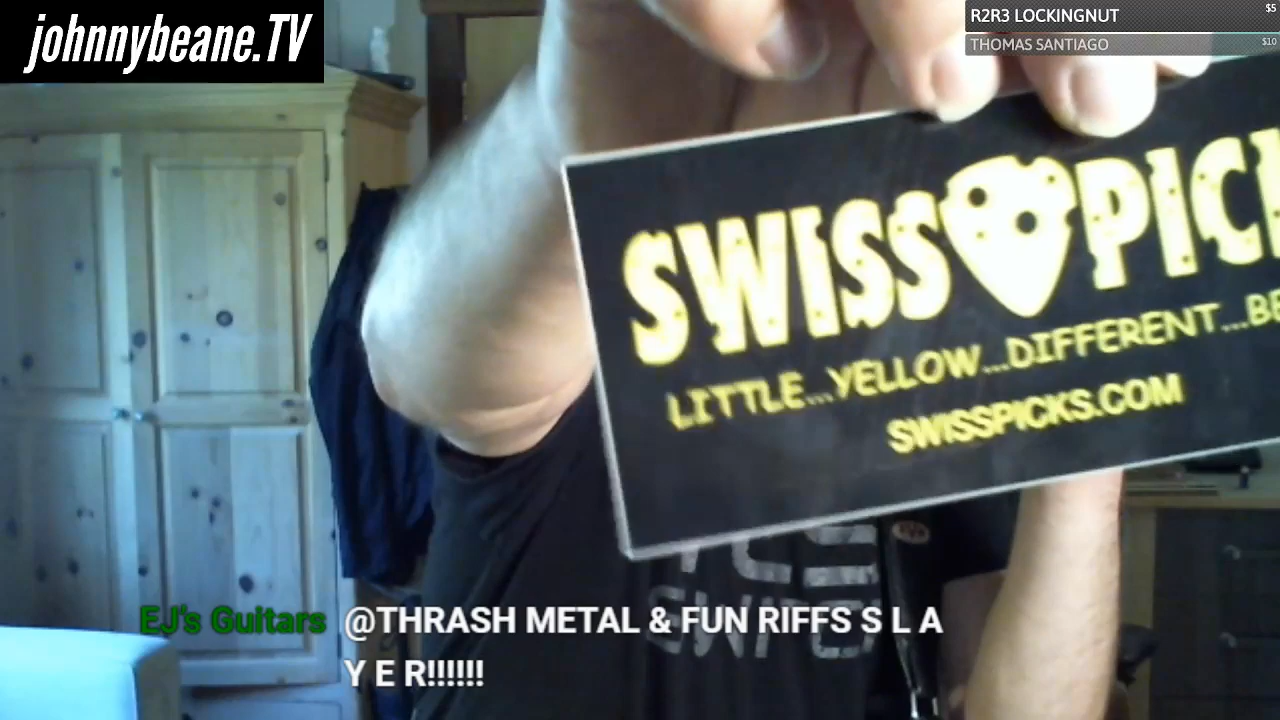 johnnybeane.TV
R2R3 LOCKINGNUT $5
THOMAS SANTIAGO $10
SWISS PICK
LITTLE...YELLOW...DIFFERENT...BE
SWISSPICKS.COM
EJ's Guitars @THRASH METAL & FUN RIFFS S L A
Y E R!!!!!!